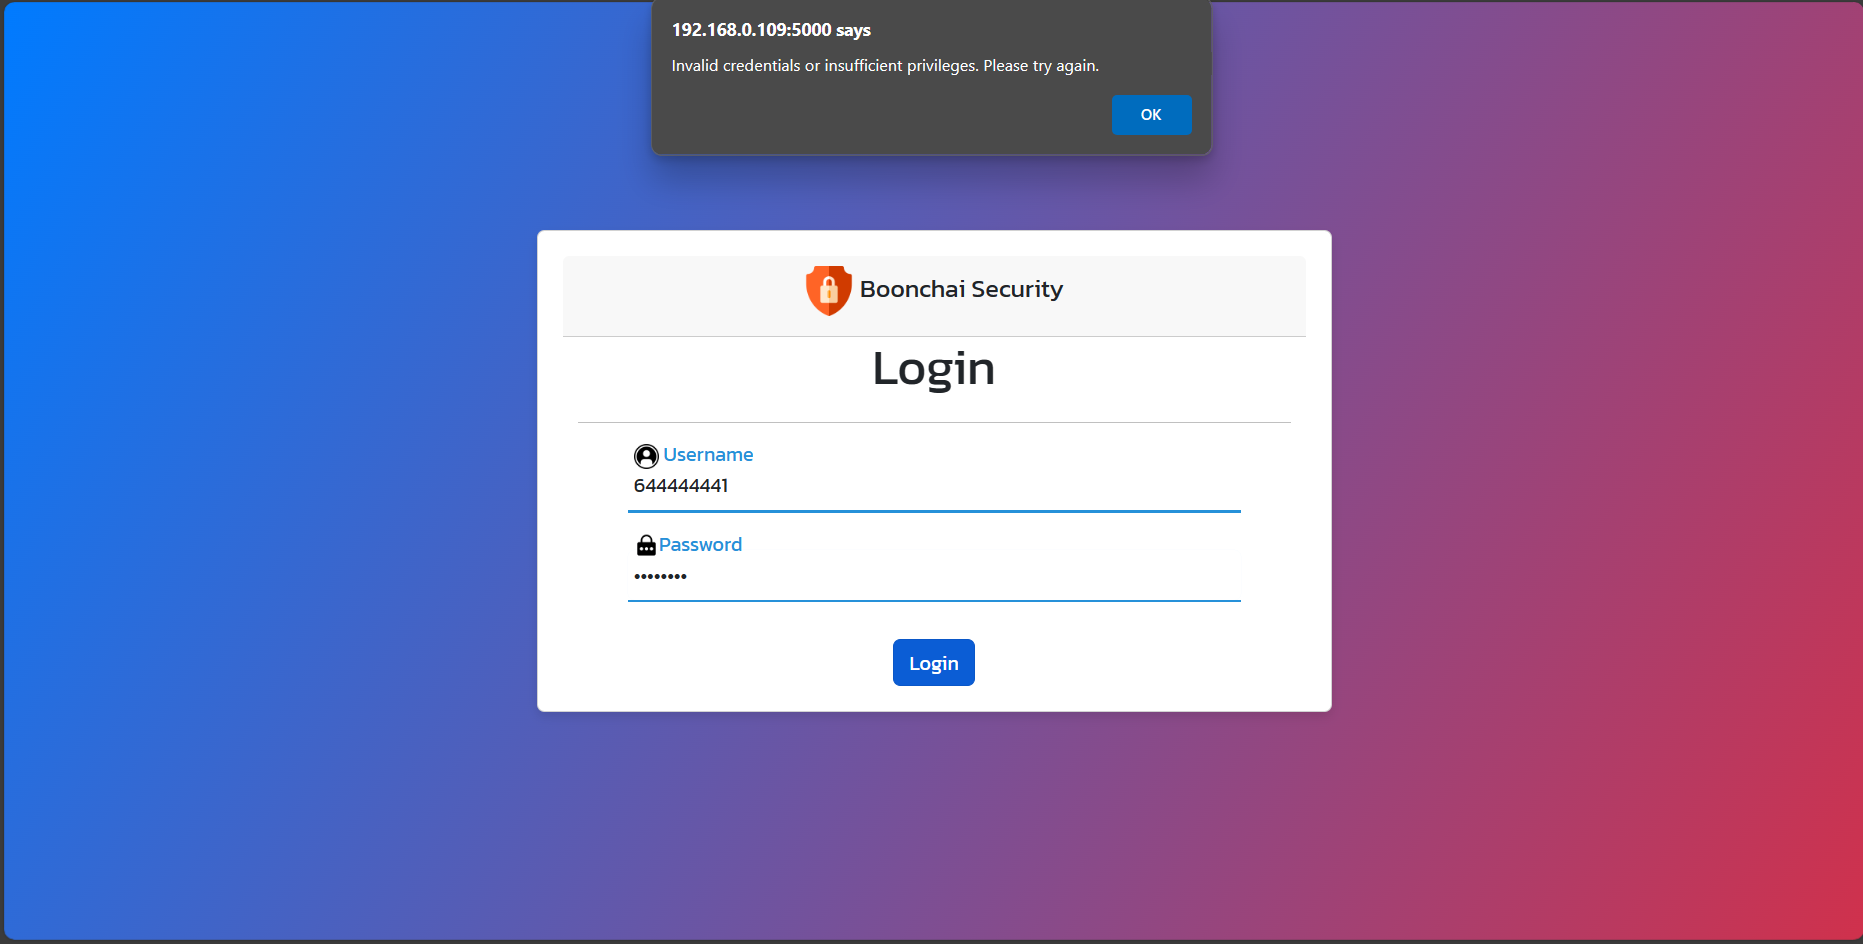 192.168.0.109:5000 says
Invalid credentials or insufficient privileges. Please try again.
OK
Boonchai Security
Login
Username
644444441
Password
••••••••
Login